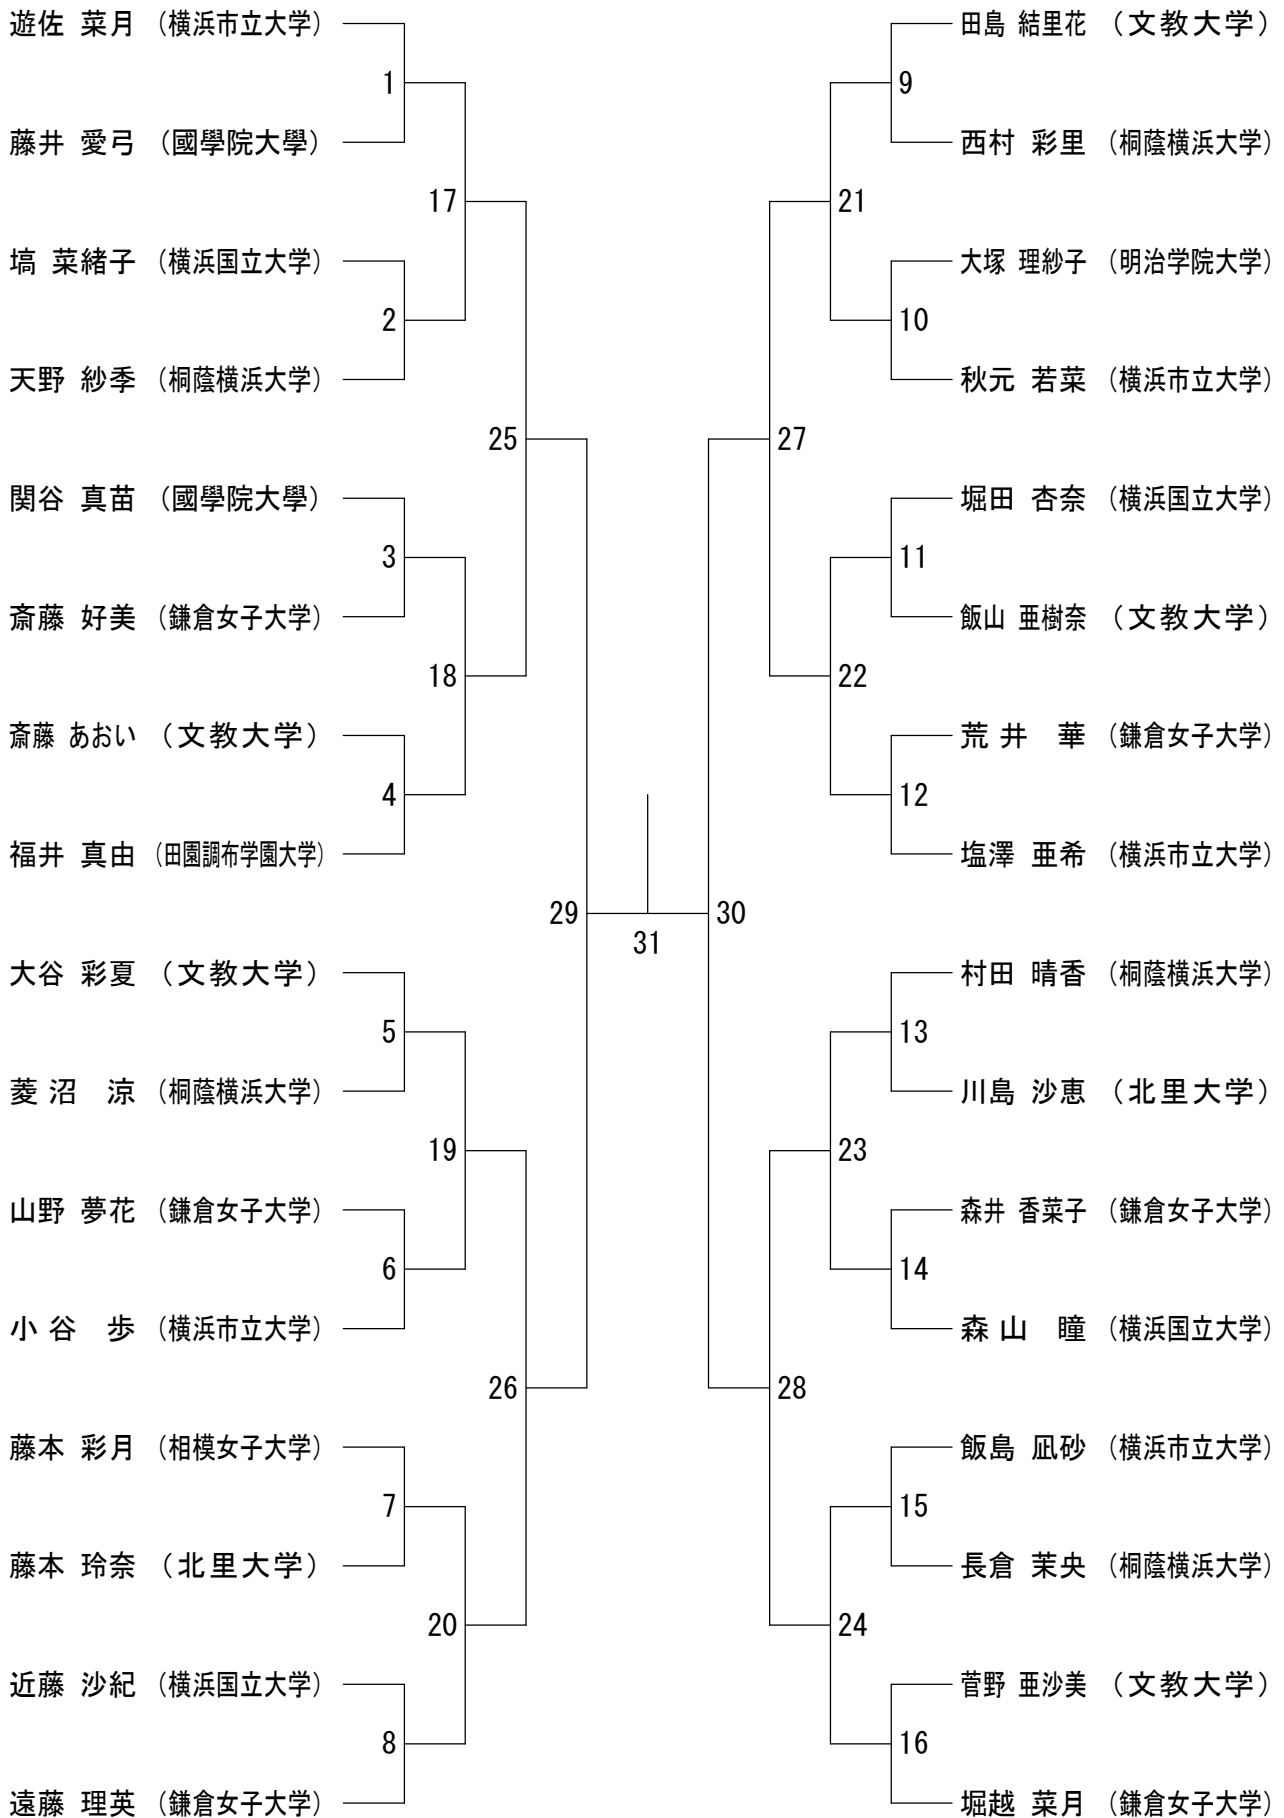 遊佐 菜月 (横浜市立大学)
1
藤井 愛弓 (國學院大學)
17
塙 菜緒子 (横浜国立大学)
2
天野 紗季 (桐蔭横浜大学)
25
関谷 真苗 (國學院大學)
3
斎藤 好美 (鎌倉女子大学)
18
斎藤 あおい (文教大学)
4
福井 真由 (田園調布学園大学)
29
大谷 彩夏 (文教大学)
5
菱沼 涼 (桐蔭横浜大学)
19
山野 夢花 (鎌倉女子大学)
6
小谷 歩 (横浜市立大学)
26
藤本 彩月 (相模女子大学)
7
藤本 玲奈 (北里大学)
20
近藤 沙紀 (横浜国立大学)
8
遠藤 理英 (鎌倉女子大学)
31
田島 結里花 (文教大学)
9
西村 彩里 (桐蔭横浜大学)
21
大塚 理紗子 (明治学院大学)
10
秋元 若菜 (横浜市立大学)
27
堀田 杏奈 (横浜国立大学)
11
飯山 亜樹奈 (文教大学)
22
荒井 華 (鎌倉女子大学)
12
塩澤 亜希 (横浜市立大学)
30
村田 晴香 (桐蔭横浜大学)
13
川島 沙恵 (北里大学)
23
森井 香菜子 (鎌倉女子大学)
14
森山 瞳 (横浜国立大学)
28
飯島 凪砂 (横浜市立大学)
15
長倉 茉央 (桐蔭横浜大学)
24
菅野 亜沙美 (文教大学)
16
堀越 菜月 (鎌倉女子大学)